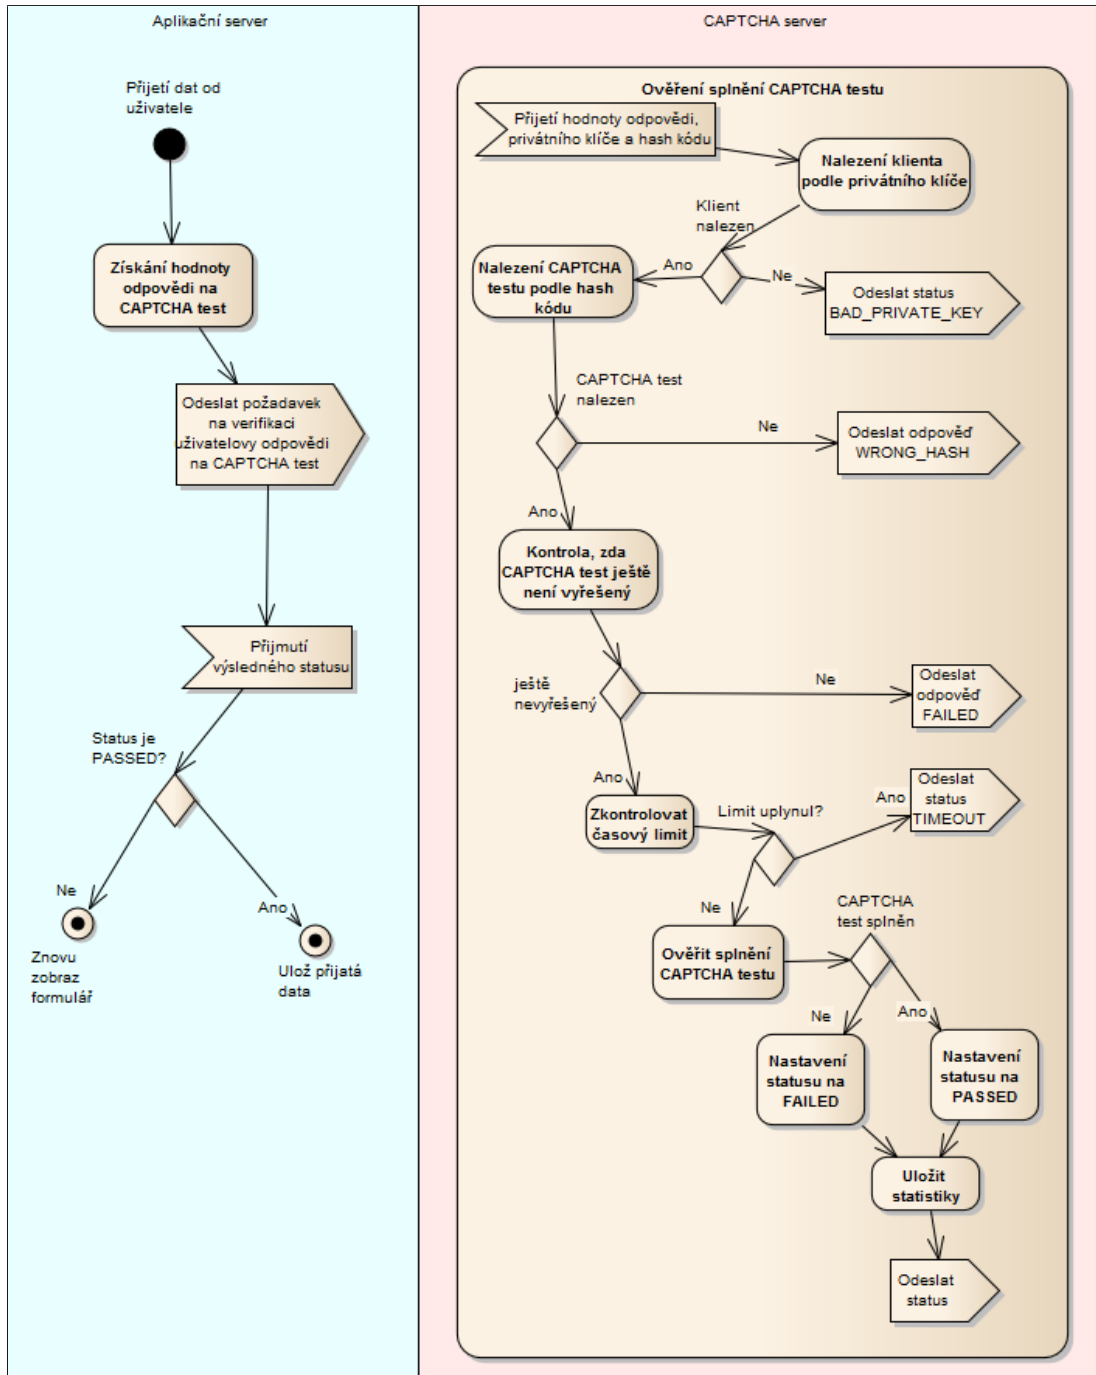 Aplikační server
CAPTCHA server
Přijetí dat od
uživatele
Získání hodnoty
odpovědi na
CAPTCHA test
Odeslat požadavek
na verifikaci
uživatelovy odpovědi
na CAPTCHA test
Přijmutí
výsledného statusu
Status je
PASSED?
Ne
Ano
Znovu
zobraz
formulář
Ulož přijatá
data
Ověření splnění CAPTCHA testu
Přijetí hodnoty odpovědi,
privátního klíče a hash kódu
Nalezení klienta
podle privátního klíče
Klient
nalezen
Ano
Ne
Nalezení CAPTCHA
testu podle hash
kódu
Odeslat status
BAD_PRIVATE_KEY
CAPTCHA test
nalezen
Ne
Odeslat odpověď
WRONG_HASH
Ano
Kontrola, zda
CAPTCHA test ještě
není vyřešený
ještě
nevyřešený
Ne
Odeslat
odpověď
FAILED
Ano
Zkontrolovat
časový limit
Limit uplynul?
Ano
Odeslat
status
TIMEOUT
Ne
Ověřit splnění
CAPTCHA testu
CAPTCHA
test splněn
Ne
Ano
Nastavení
statusu na
FAILED
Nastavení
statusu na
PASSED
Uložit
statistiky
Odeslat
status